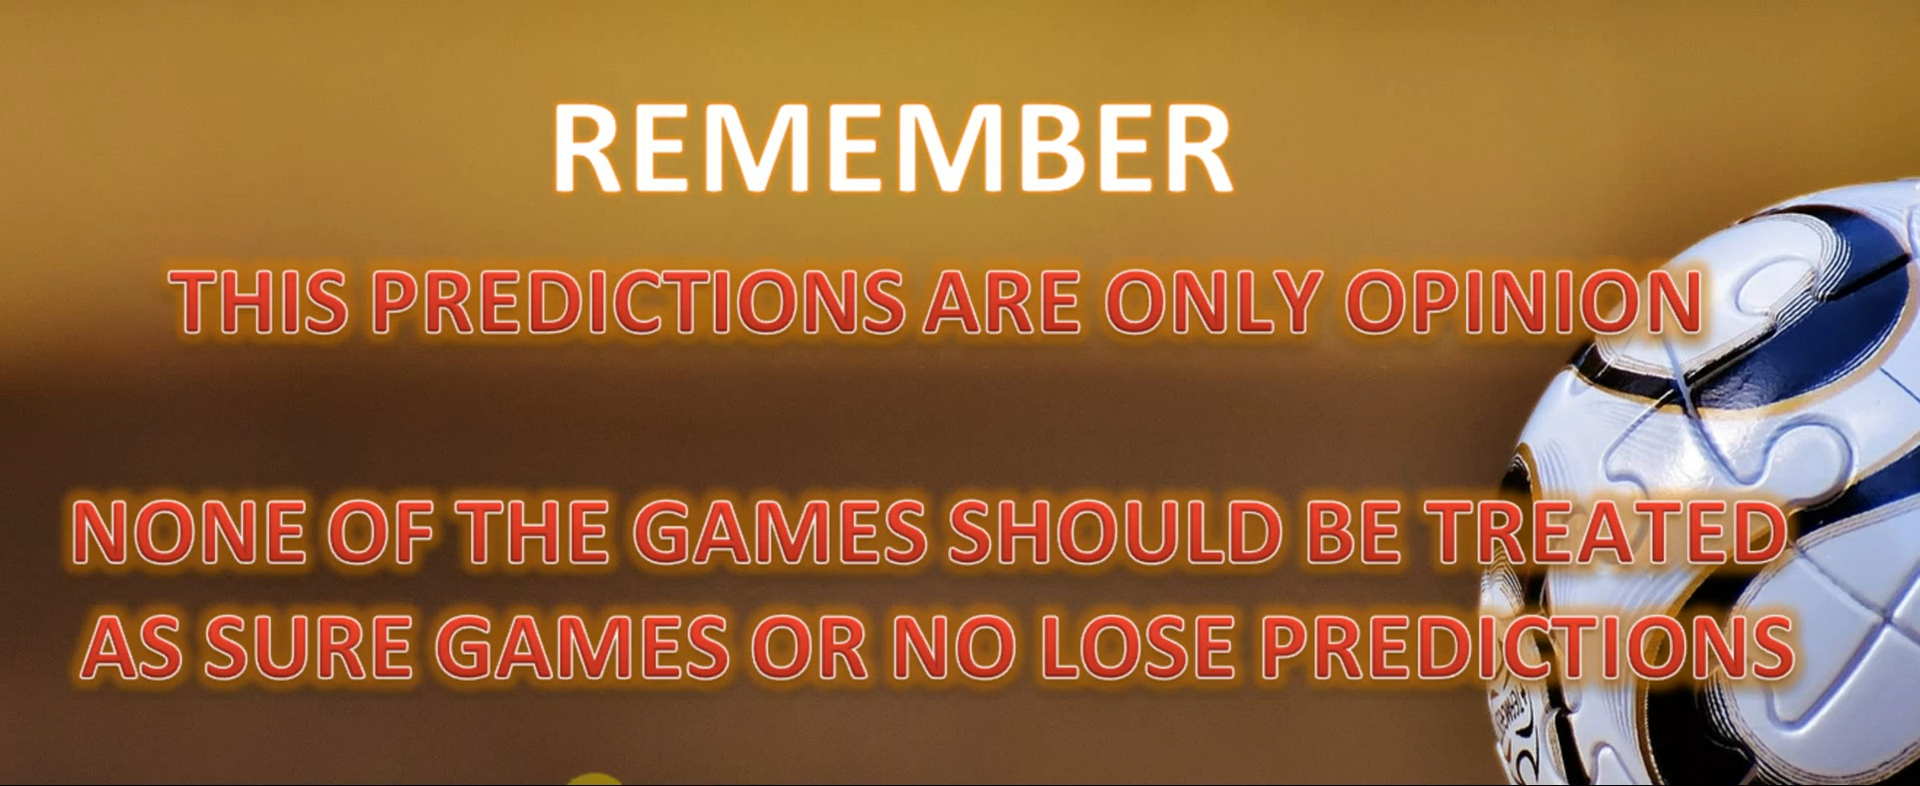 REMEMBER
THIS PREDICTIONS ARE ONLY OPINION
NONE OF THE GAMES SHOULD BE TREATED
AS SURE GAMES OR NO LOSE PREDICTIONS